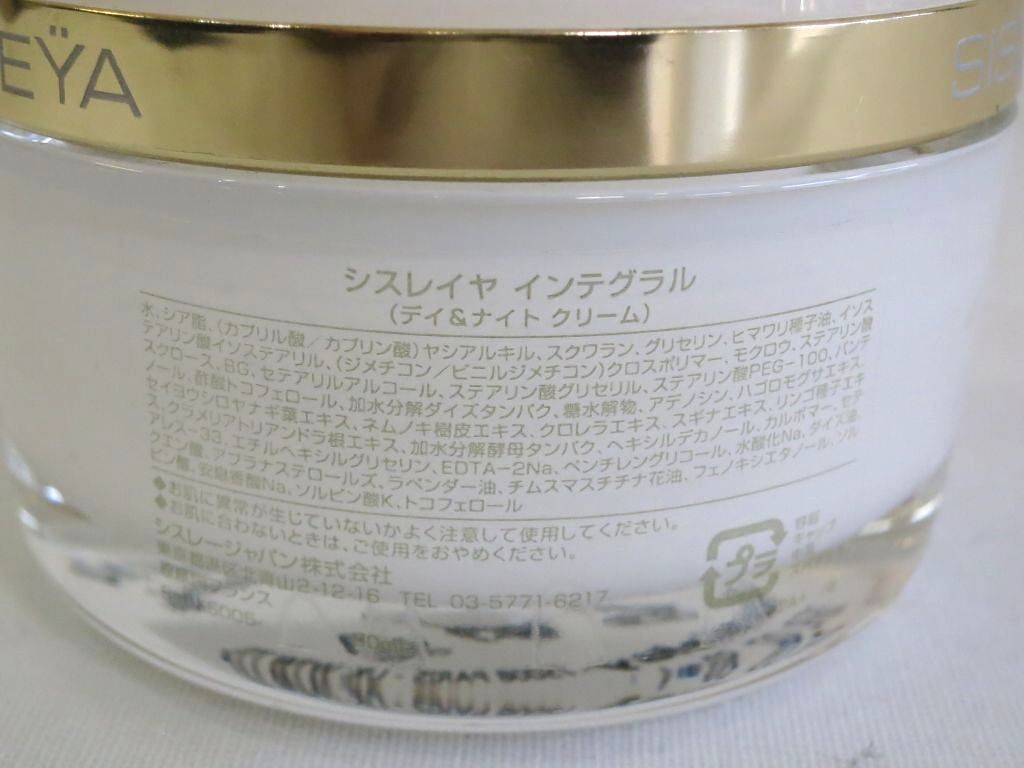 EŸA
SIS
シスレイヤ インテグラル
(デイ&ナイト クリーム)
水、シア脂、(カプリル酸/カプリン酸)ヤシアルキル、スクワラン、グリセリン、ヒマワリ種子油、イソス
テアリン酸イソステアリル、(ジメチコン/ビニルジメチコン)クロスポリマー、モクロウ、ステアリン酸
スクロース、BG、セテアリルアルコール、ステアリン酸グリセリル、ステアリン酸PEG-100、パンテ
ノール、酢酸トコフェロール、加水分解ダイズタンパク、糖水解物、アデノシン、ハゴロモグサエキス、
セイヨウシロヤナギ葉エキス、ネムノキ樹皮エキス、クロレラエキス、スギナエキス、リンゴ種子エキ
ス、クラメリアトリアンドラ根エキス、加水分解酵母タンパク、ヘキシルデカノール、カルボマー、セテ
アレス-33、エチルヘキシルグリセリン、EDTA-2Na、ペンチレングリコール、水酸化Na、ダイズ油、
クエン酸、アブラナステロールズ、ラベンダー油、チムスマスチチナ花油、フェノキシエタノール、ソル
ビン酸、安息香酸Na、ソルビン酸K、トコフェロール
◆お肌に異常が生じていないかよく注意して使用してください。
◆お肌に合わないときは、ご使用をおやめください。
シスレージャパン株式会社
東京都港区北青山2-12-16 TEL 03-5771-6217
プラ